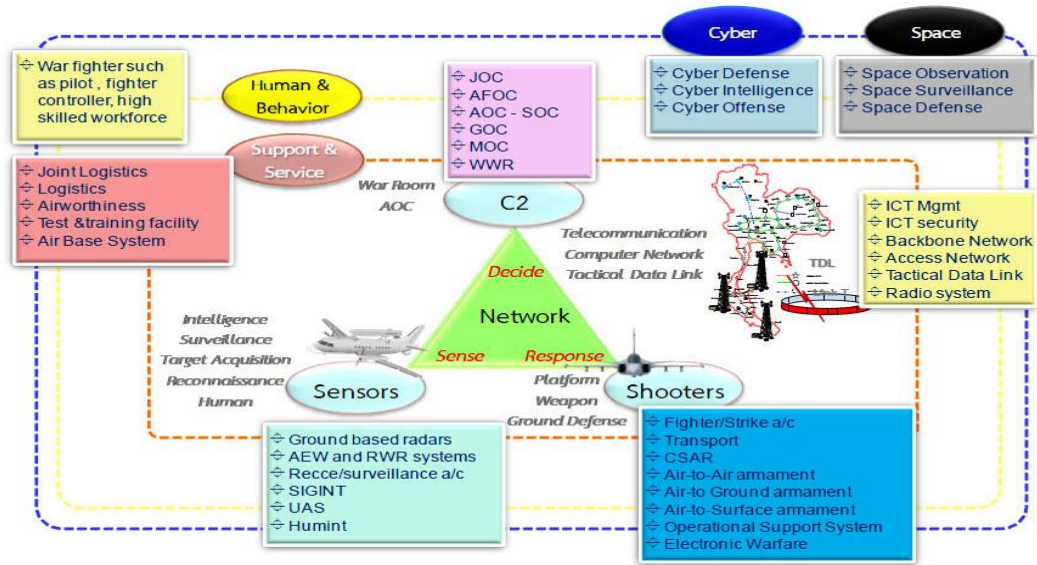 Cyber
Space
War fighter such
as pilot , fighter
controller, high
skilled workforce
Human &
Behavior
JOC
AFOC
AOC - SOC
GOC
MOC
WWR
Cyber Defense
Cyber Intelligence
Cyber Offense
Space Observation
Space Surveillance
Space Defense
Support &
Service
Joint Logistics
Logistics
Airworthiness
Test &training facility
Air Base System
War Room
AOC
C2
Telecommunication
Computer Network
Tactical Data Link
TDL
ICT Mgmt
ICT security
Backbone Network
Access Network
Tactical Data Link
Radio system
Decide
Network
Sense
Response
Intelligence
Surveillance
Target Acquisition
Reconnaissance
Human
Sensors
Platform
Weapon
Ground Defense
Shooters
Ground based radars
AEW and RWR systems
Recce/surveillance a/c
SIGINT
UAS
Humint
Fighter/Strike a/c
Transport
CSAR
Air-to-Air armament
Air-to Ground armament
Air-to-Surface armament
Operational Support System
Electronic Warfare